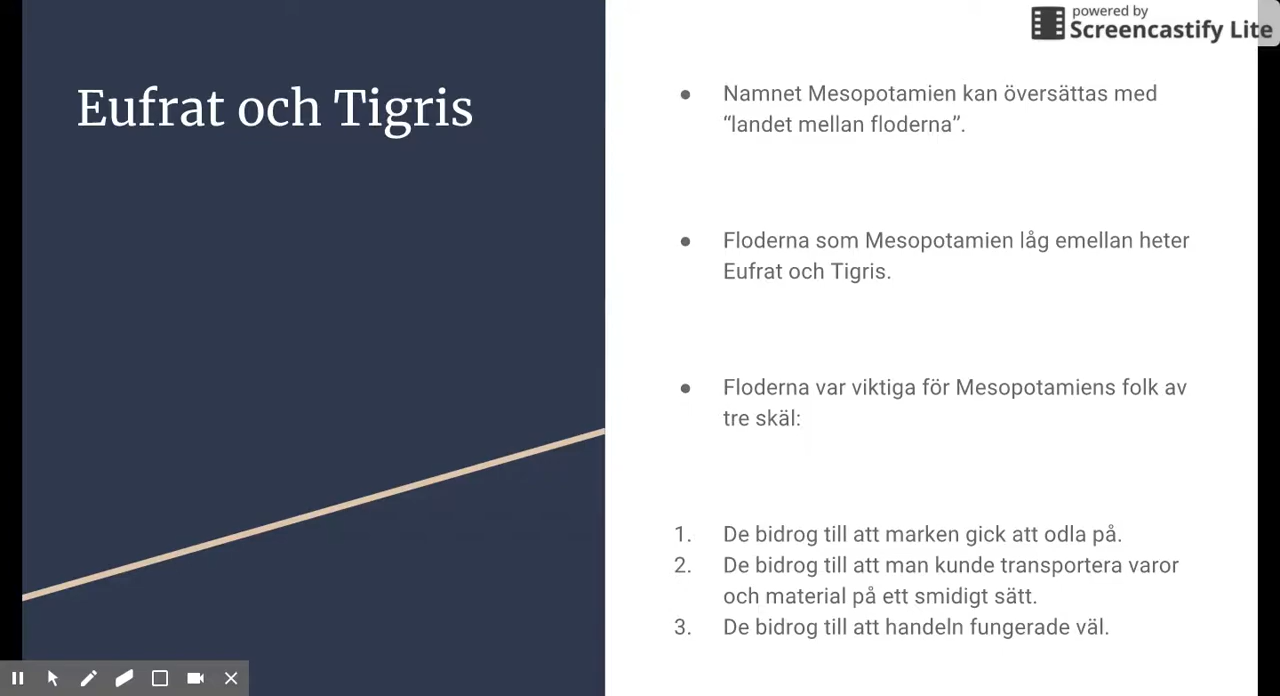 powered by
Screencastify Lite
Eufrat och Tigris
● Namnet Mesopotamien kan översättas med
“landet mellan floderna”.
● Floderna som Mesopotamien låg emellan heter
Eufrat och Tigris.
● Floderna var viktiga för Mesopotamiens folk av
tre skäl:
1. De bidrog till att marken gick att odla på.
2. De bidrog till att man kunde transportera varor
och material på ett smidigt sätt.
3. De bidrog till att handeln fungerade väl.